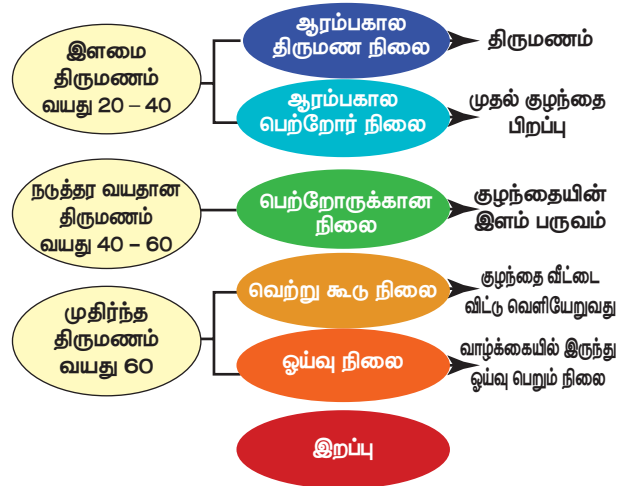 இளமை
திருமணம்
வயது 20 – 40
ஆரம்பகால
திருமண நிலை
திருமணம்
ஆரம்பகால
பெற்றோர் நிலை
முதல் குழந்தை
பிறப்பு
நடுத்தர வயதான
திருமணம்
வயது 40 – 60
பெற்றோருக்கான
நிலை
குழந்தையின்
இளம் பருவம்
முதிர்ந்த
திருமணம்
வயது 60
வெற்று கூடு நிலை
குழந்தை வீட்டை
விட்டு வெளியேறுவது
ஓய்வு நிலை
வாழ்க்கையில் இருந்து
ஓய்வு பெறும் நிலை
இறப்பு